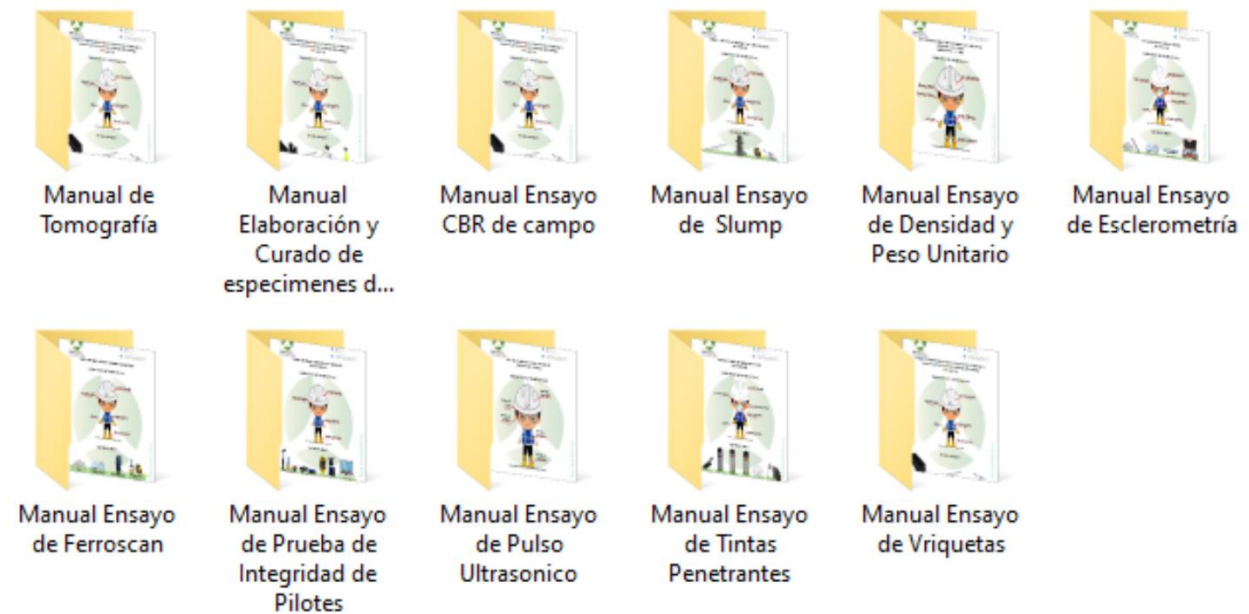 Manual de
Tomografía
Manual
Elaboración y
Curado de
especimenes d...
Manual Ensayo
CBR de campo
Manual Ensayo
de  Slump
Manual Ensayo
de Densidad y
Peso Unitario
Manual Ensayo
de Esclerometría
Manual Ensayo
de Ferroscan
Manual Ensayo
de Prueba de
Integridad de
Pilotes
Manual Ensayo
de Pulso
Ultrasonico
Manual Ensayo
de Tintas
Penetrantes
Manual Ensayo
de Vriquetas